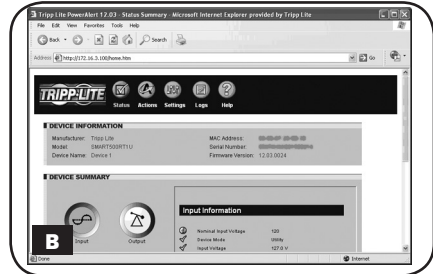 Tripp Lite PowerAlert 12.03 - Status Summary - Microsoft Internet Explorer provided by Tripp Lite
File Edit View Favorites Tools Help
Back Search
Address http://172.16.3.100/home.htm Go
TRIPP·LITE
Status Actions Settings Logs Help
DEVICE INFORMATION
Manufacturer: Tripp Lite MAC Address:
Model: SMART500RT1U Serial Number:
Device Name: Device 1 Firmware Version: 12.03.0024
DEVICE SUMMARY
Input Information
Nominal Input Voltage 120
Device Mode Utility
Input Voltage 127.0 V
Input Output
B
Done Internet